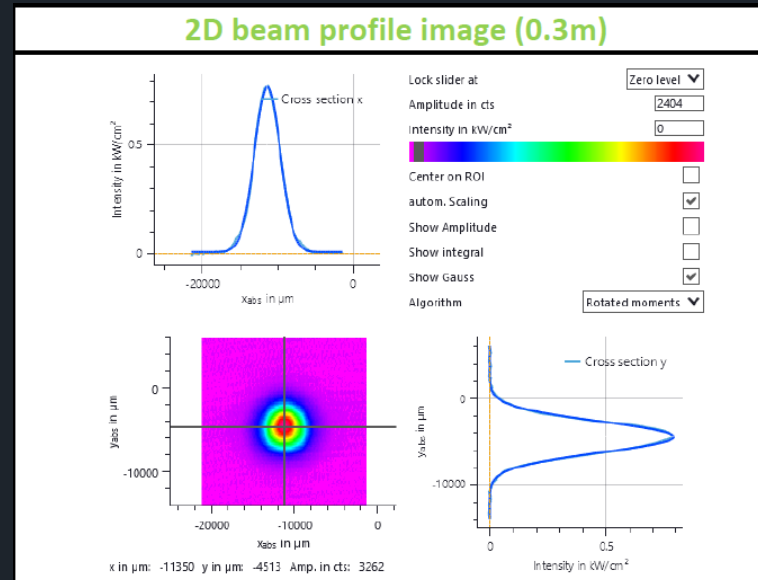 2D beam profile image (0.3m)
Intensity in kW/cm²
0.5
0
Cross section x
-20000
0
xabs in µm
Lock slider at
Zero level
Amplitude in cts
2404
Intensity in kW/cm²
0
Center on ROI
autom. Scaling
Show Amplitude
Show integral
Show Gauss
Algorithm
Rotated moments
yabs in µm
0
-10000
-20000
-10000
0
xabs in µm
x in µm: -11350 y in µm: -4513 Amp. in cts: 3262
Cross section y
yabs in µm
0
-10000
0
0.5
Intensity in kW/cm²